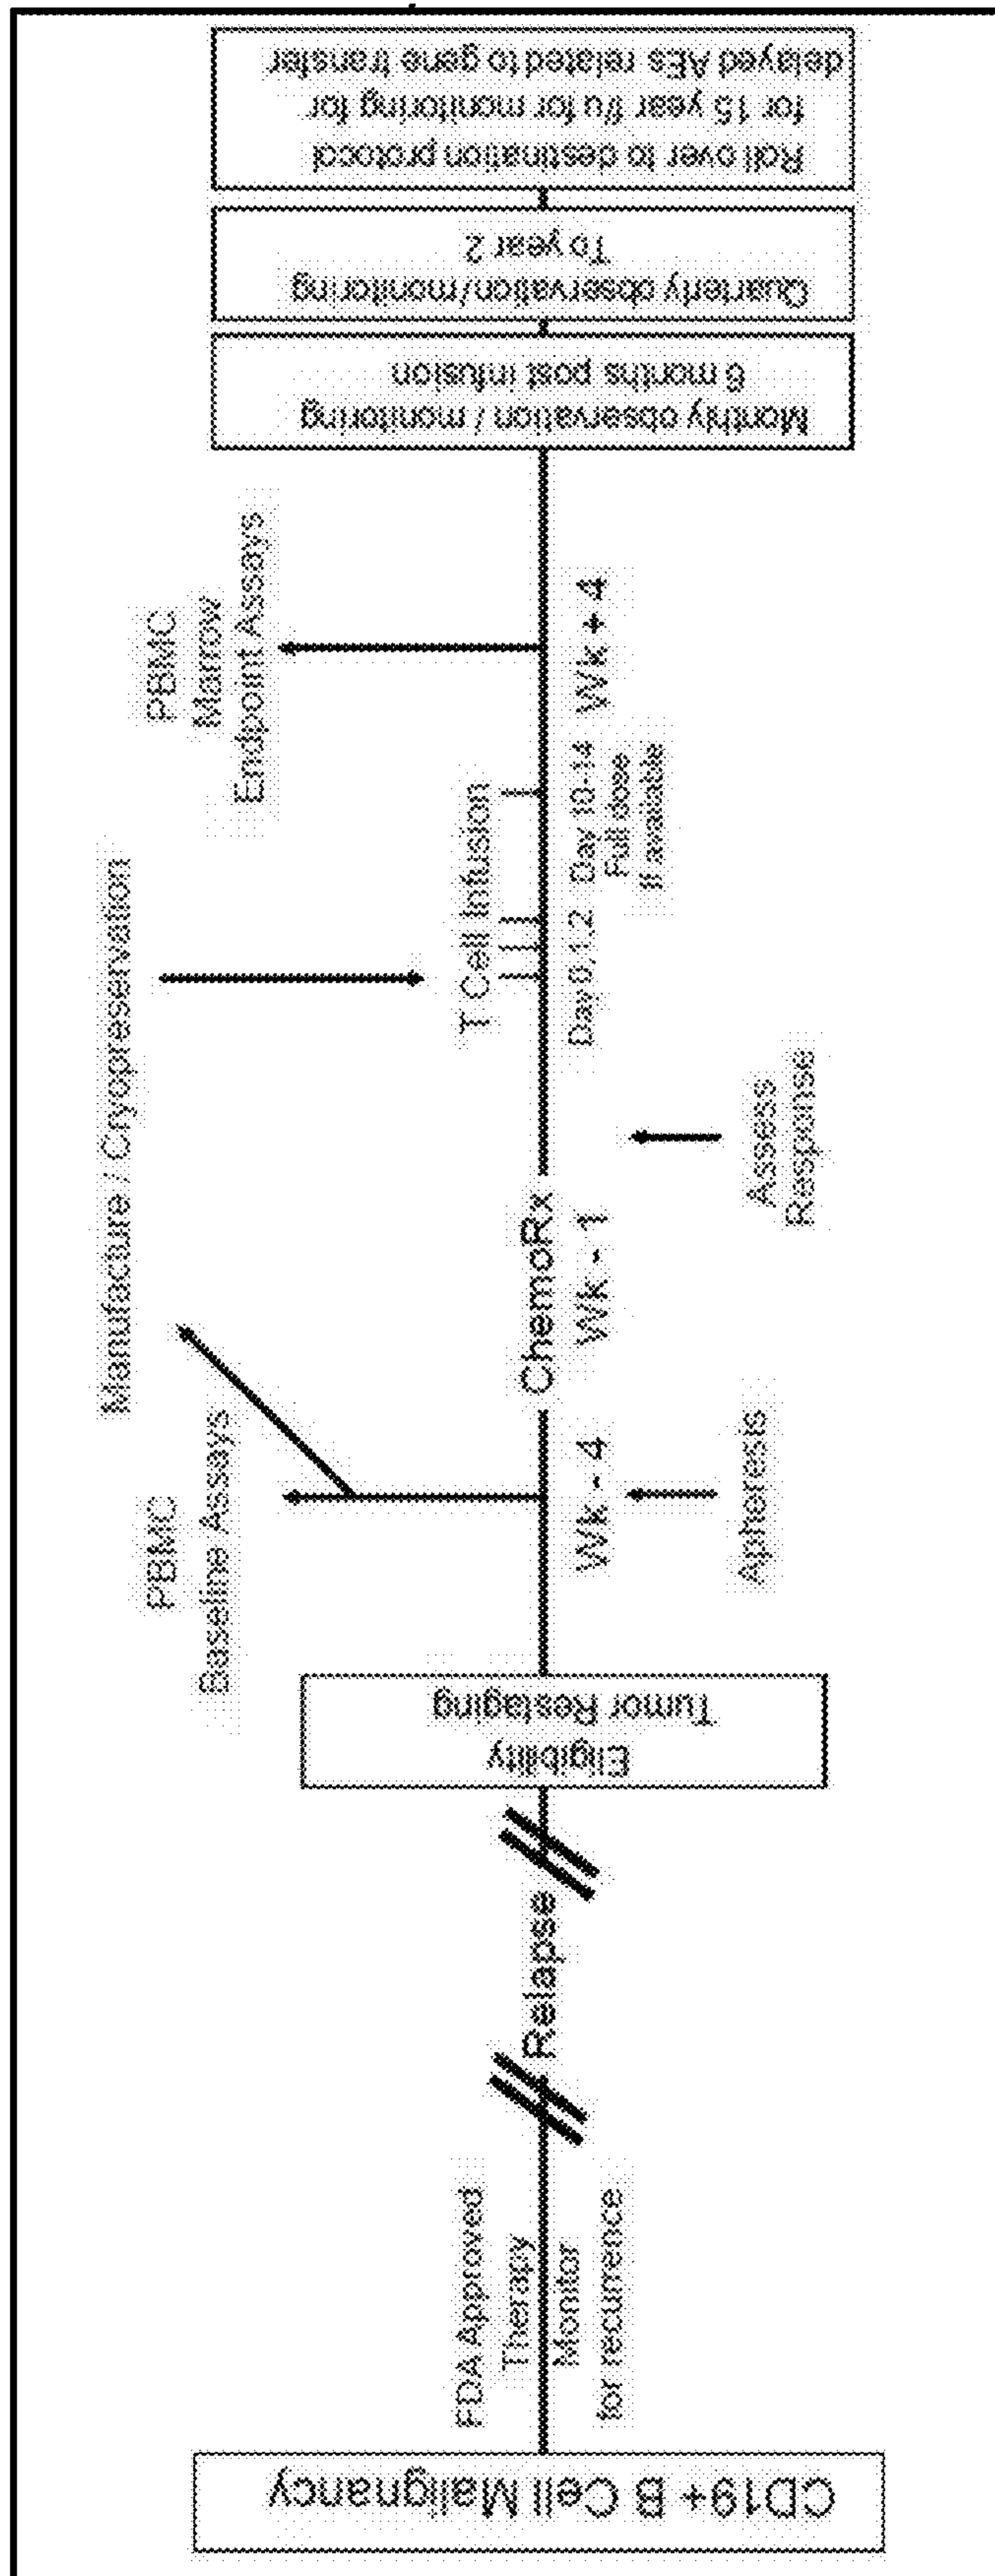 CD19+ B Cell Malignancy
FDA Approved
Therapy
Monitor
for recurrence
Relapse
Eligibility
Tumor Restaging
PBMC
Baseline Assays
Wk - 4
Apheresis
Manufacture / Cryopreservation
ChemoRx
Wk - 1
Assess
Response
T Cell Infusion
Day 0,1,2
Day 10-14
Full dose
If available
PBMC
Marrow
Endpoint Assays
Wk + 4
Monthly observation / monitoring
6 months post infusion
Quarterly observation/monitoring
To year 2
Roll over to destination protocol
for 15 year f/u for monitoring for
delayed AEs related to gene transfer